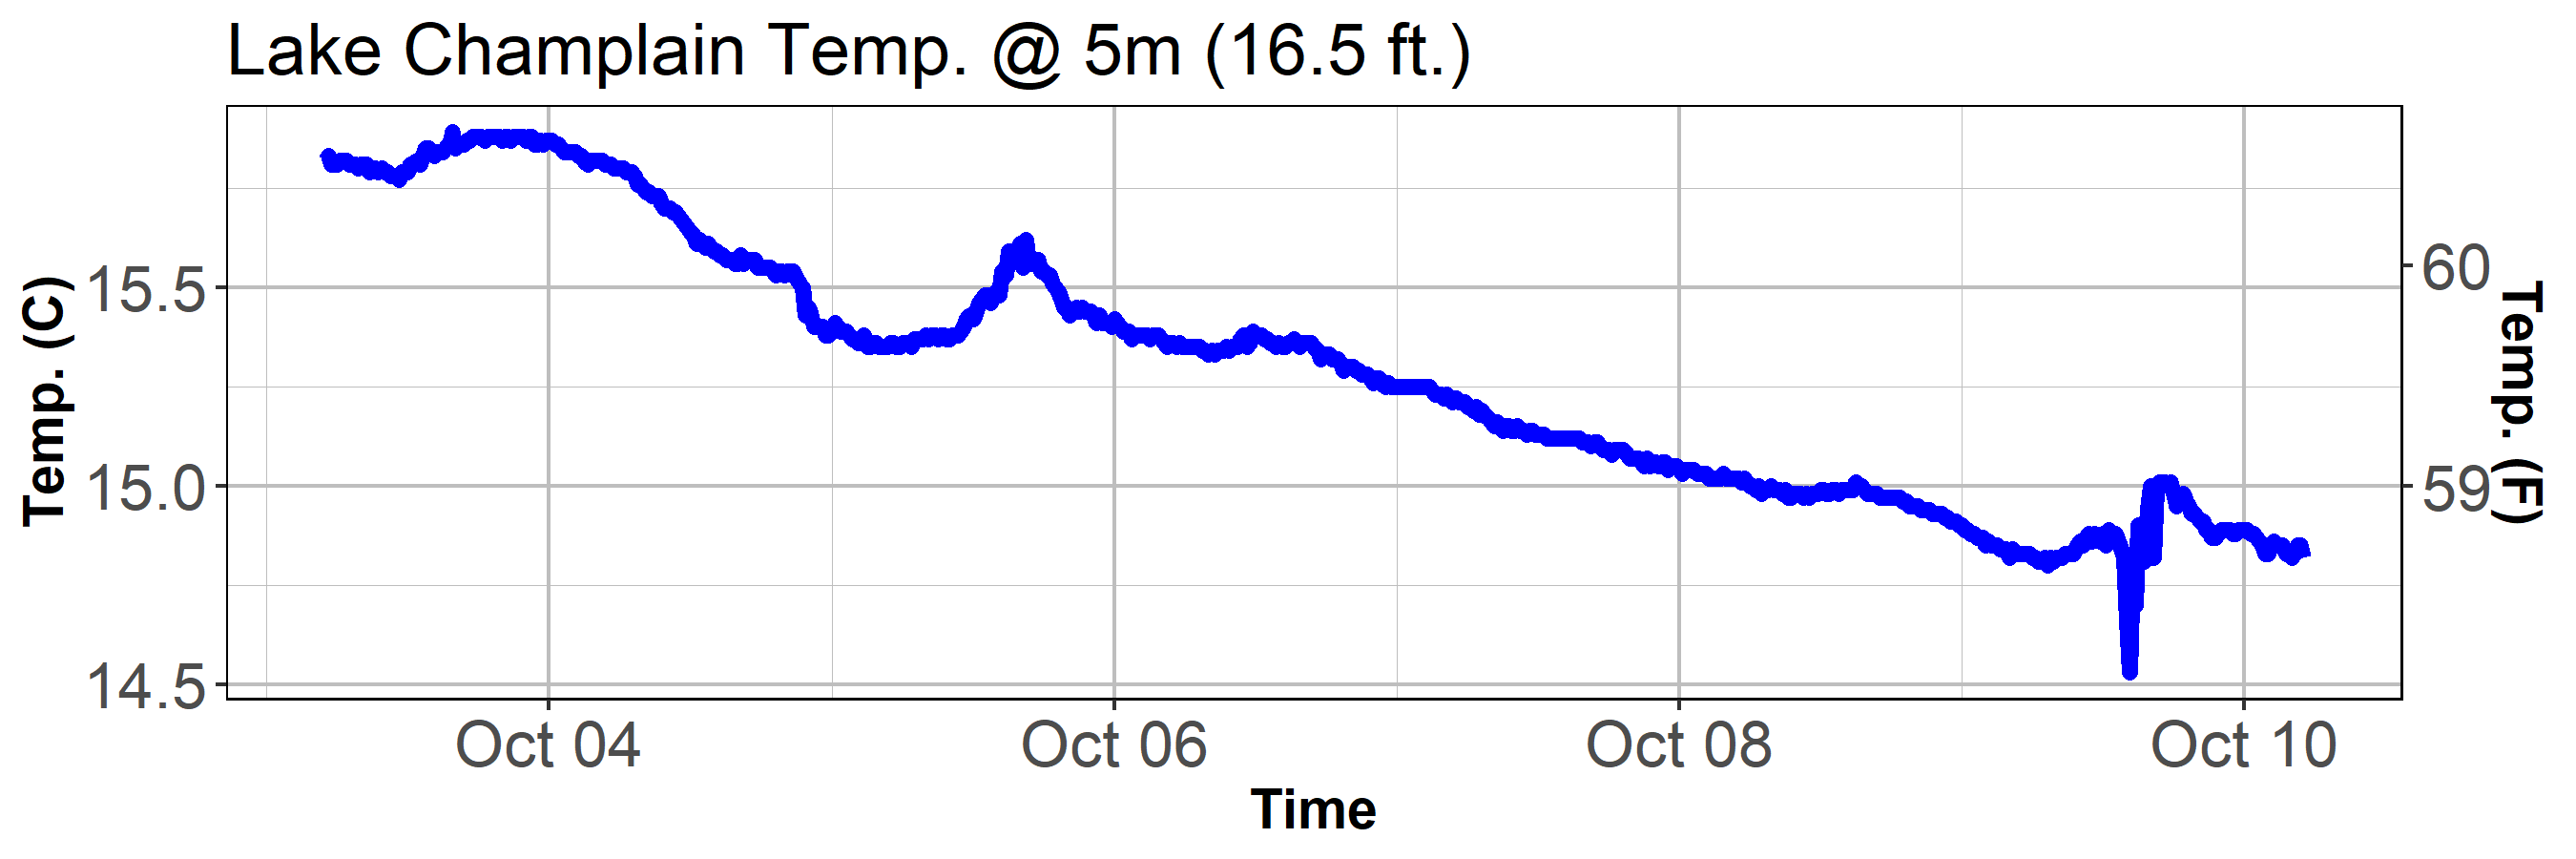 Lake Champlain Temp. @ 5m (16.5 ft.)
Temp. (C)
15.5
15.0
14.5
60
59
Temp. (F)
Oct 04 Oct 06 Oct 08 Oct 10
Time